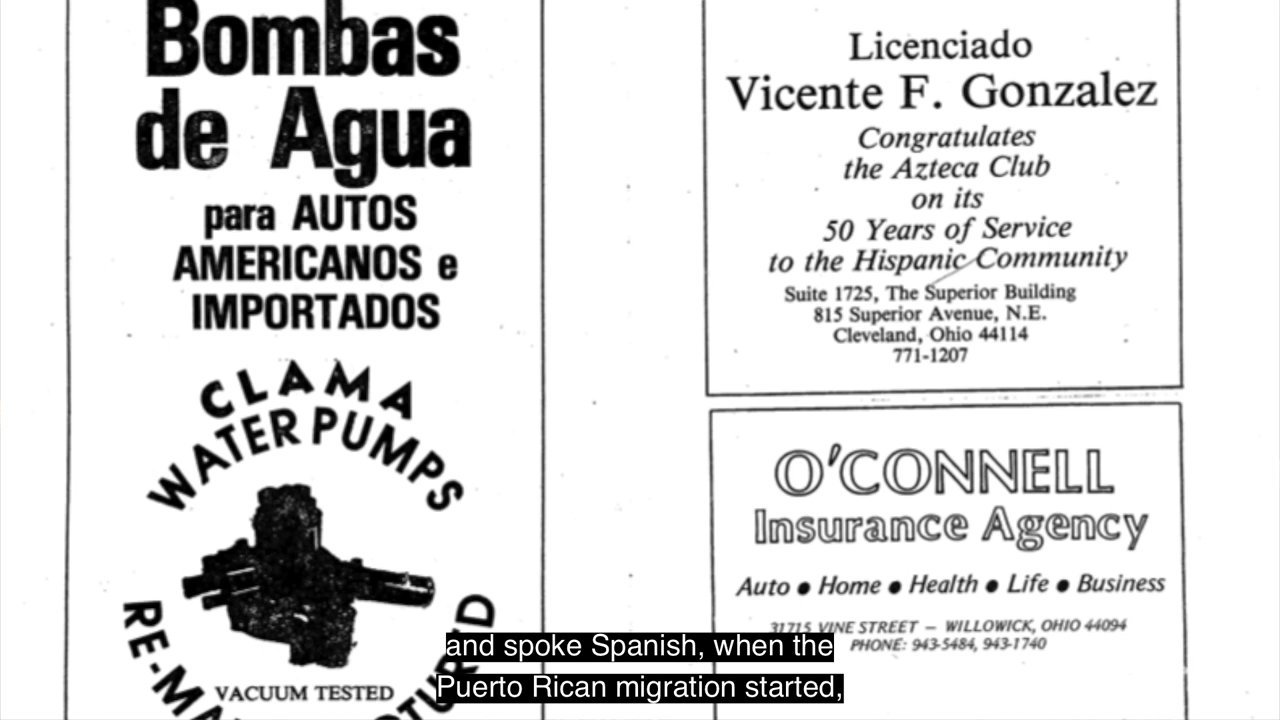 Bombas
de Agua
para AUTOS
AMERICANOS e
IMPORTADOS
CLAMA
WATER PUMPS
VACUUM TESTED
Licenciado
Vicente F. Gonzalez
Congratulates
the Azteca Club
on its
50 Years of Service
to the Hispanic Community
Suite 1725, The Superior Building
815 Superior Avenue, N.E.
Cleveland, Ohio 44114
771-1207
O'CONNELL
Insurance Agency
Auto ● Home ● Health ● Life ● Business
31715 VINE STREET — WILLOWICK, OHIO 44094
PHONE: 943-5484, 943-1740
and spoke Spanish, when the
Puerto Rican migration started,